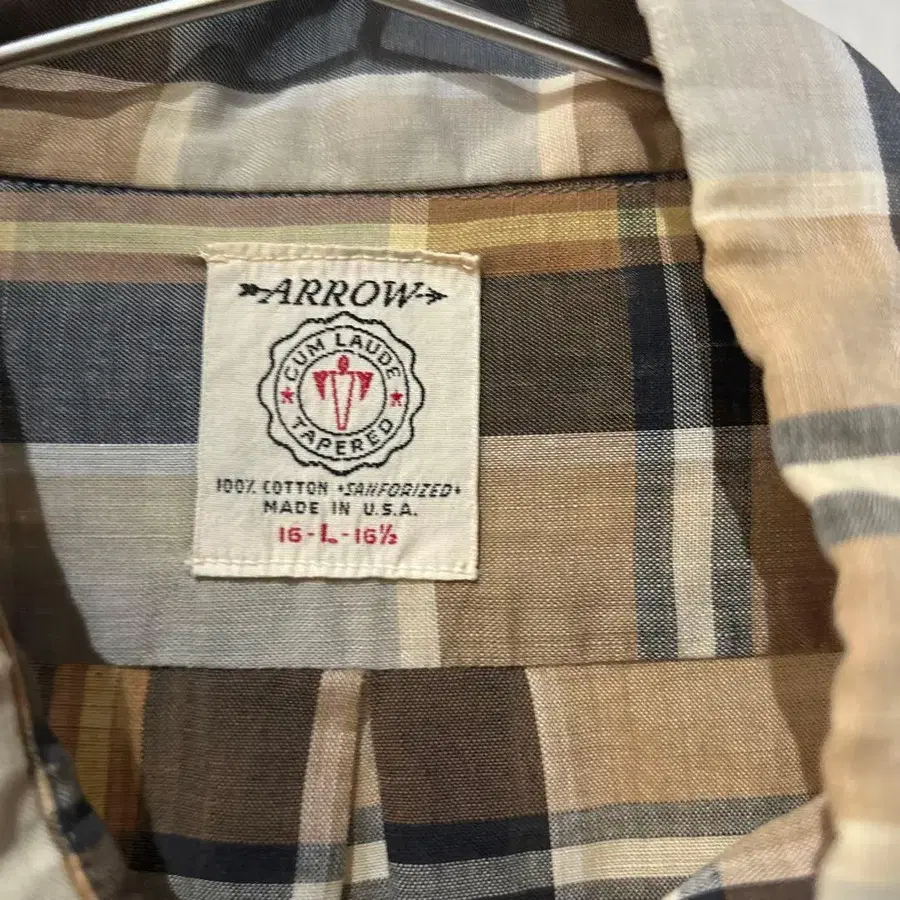 ARROW
CUM LAUDE
TAPERED
100% COTTON •SANFORIZED•
MADE IN U.S.A.
16-L-16½